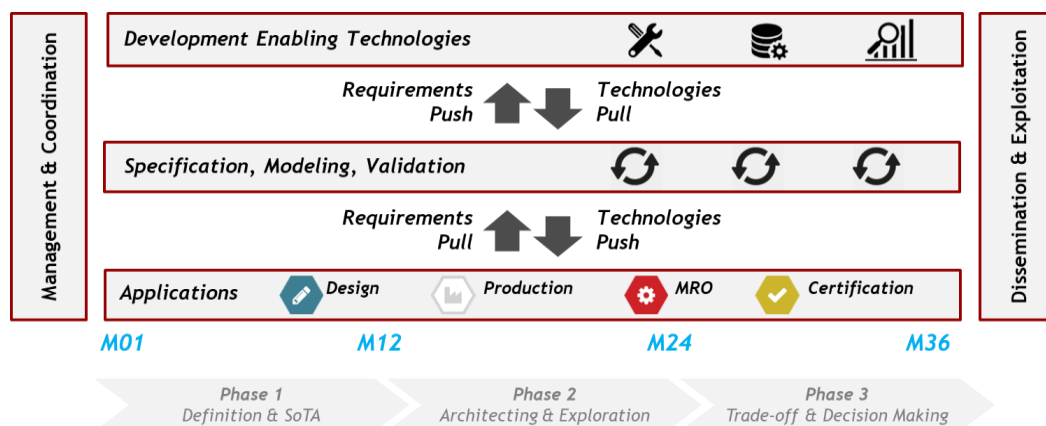 Management & Coordination
Development Enabling Technologies
Requirements
Push
Technologies
Pull
Specification, Modeling, Validation
Requirements
Pull
Technologies
Push
Applications
Design
Production
MRO
Certification
Dissemination & Exploitation
M01
M12
M24
M36
Phase 1
Definition & SoTA
Phase 2
Architecting & Exploration
Phase 3
Trade-off & Decision Making